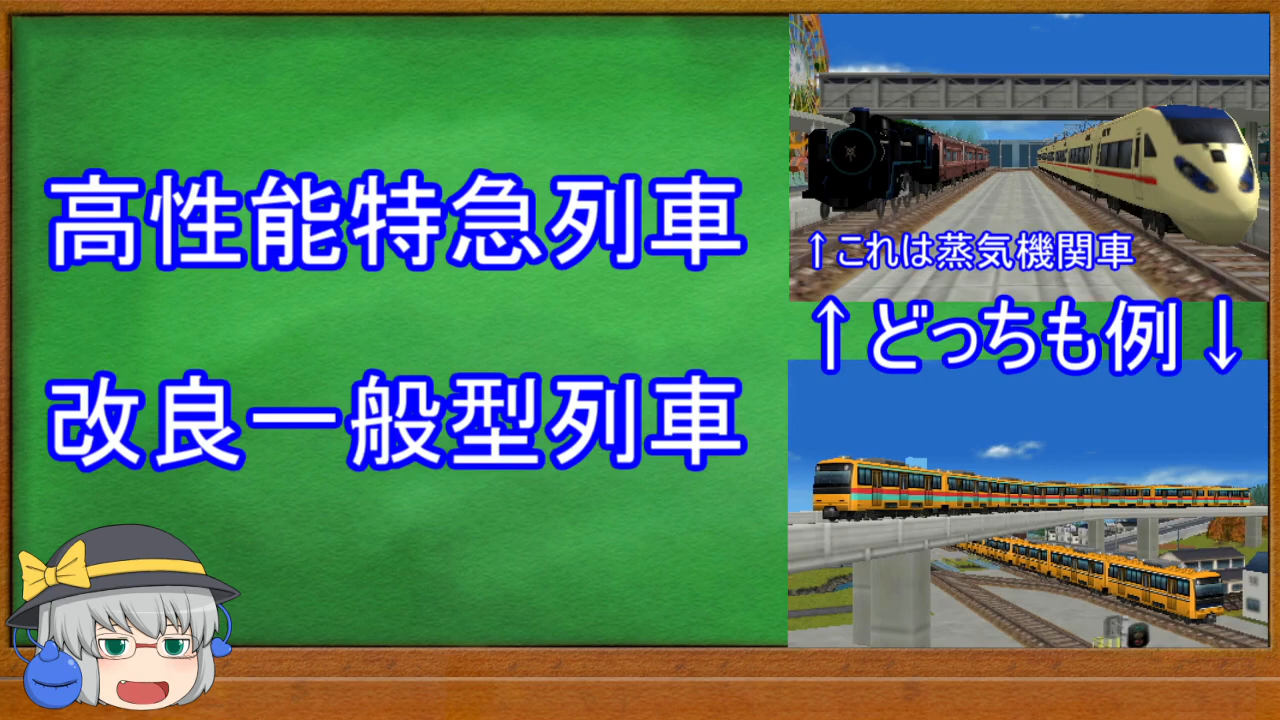 高性能特急列車
改良一般型列車
↑これは蒸気機関車
↑どっちも例↓